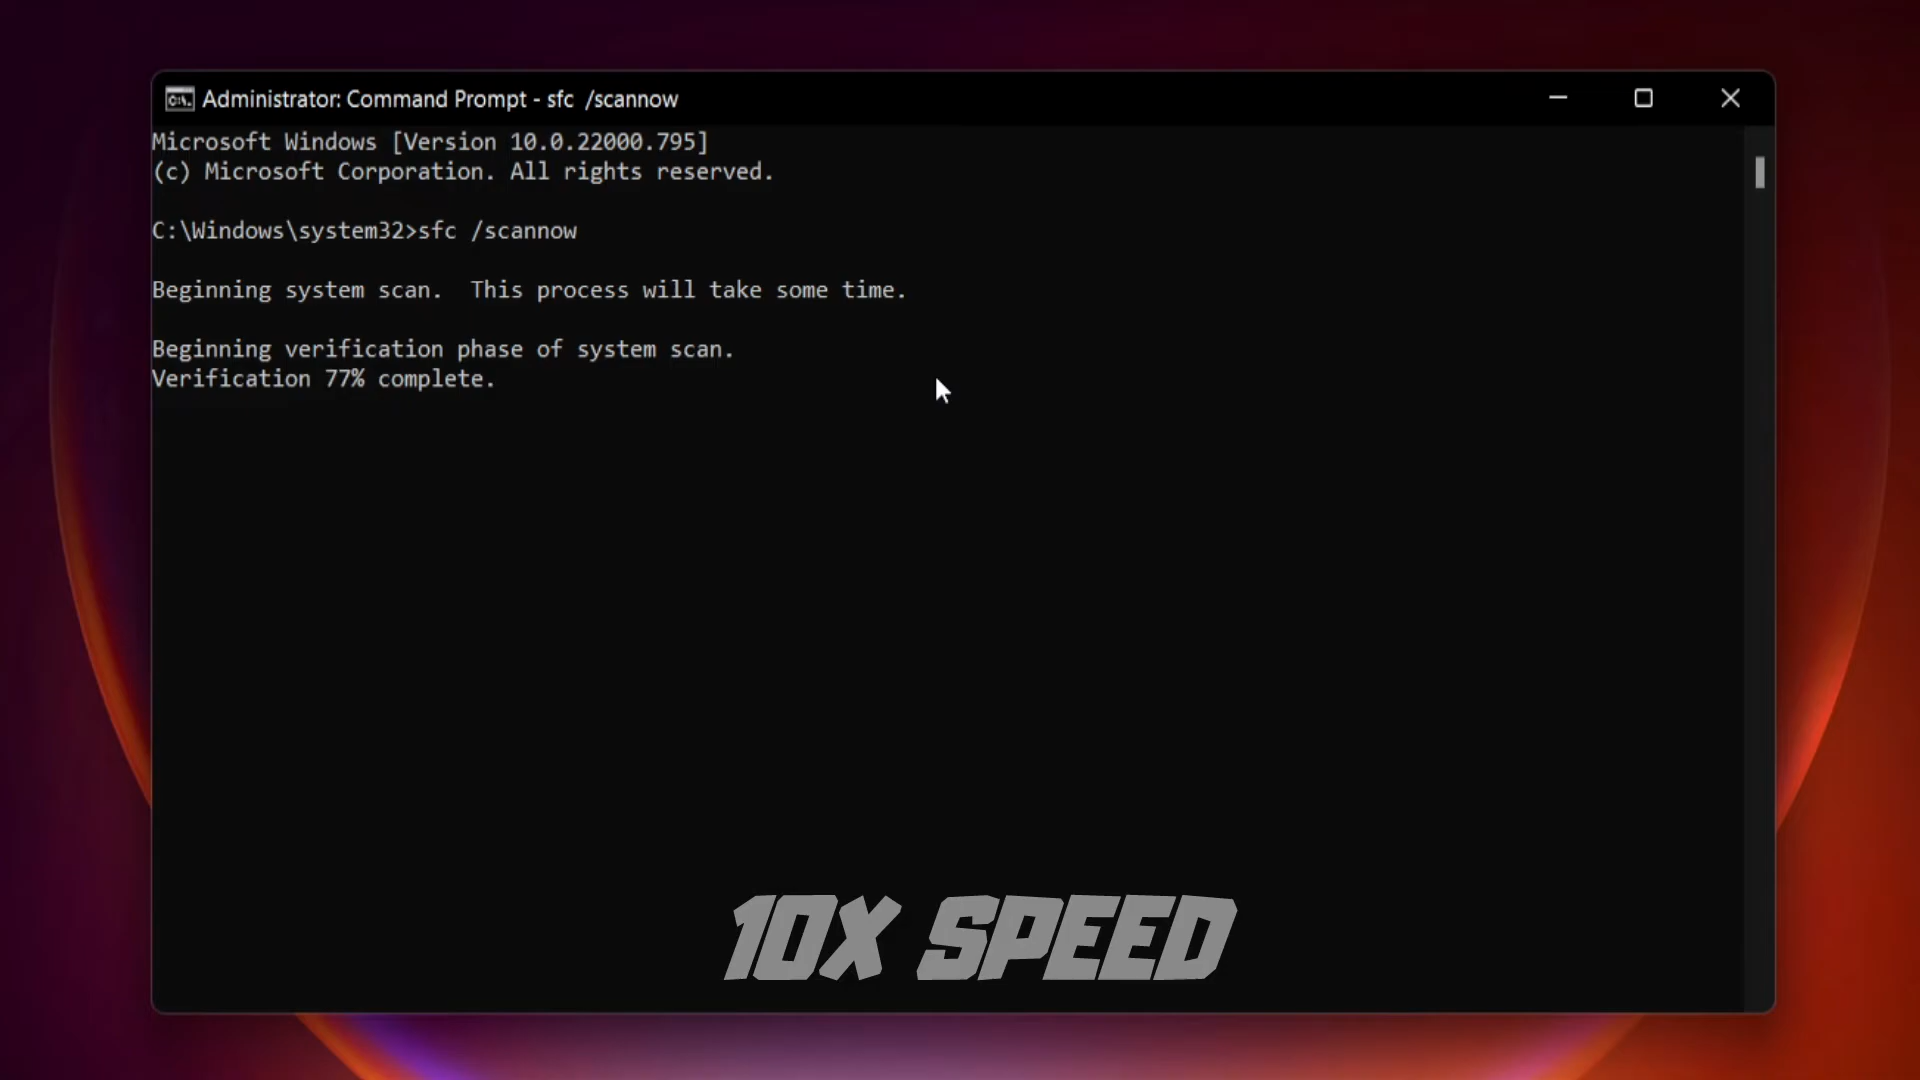 Administrator: Command Prompt - sfc  /scannow
Microsoft Windows [Version 10.0.22000.795]
(c) Microsoft Corporation. All rights reserved.
C:\Windows\system32>sfc /scannow
Beginning system scan.  This process will take some time.
Beginning verification phase of system scan.
Verification 77% complete.
10X SPEED